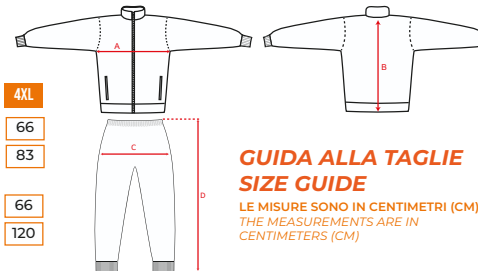 A
B
4XL
66
83
C
D
66
120
GUIDA ALLA TAGLIE
SIZE GUIDE
LE MISURE SONO IN CENTIMETRI (CM)
THE MEASUREMENTS ARE IN
CENTIMETERS (CM)